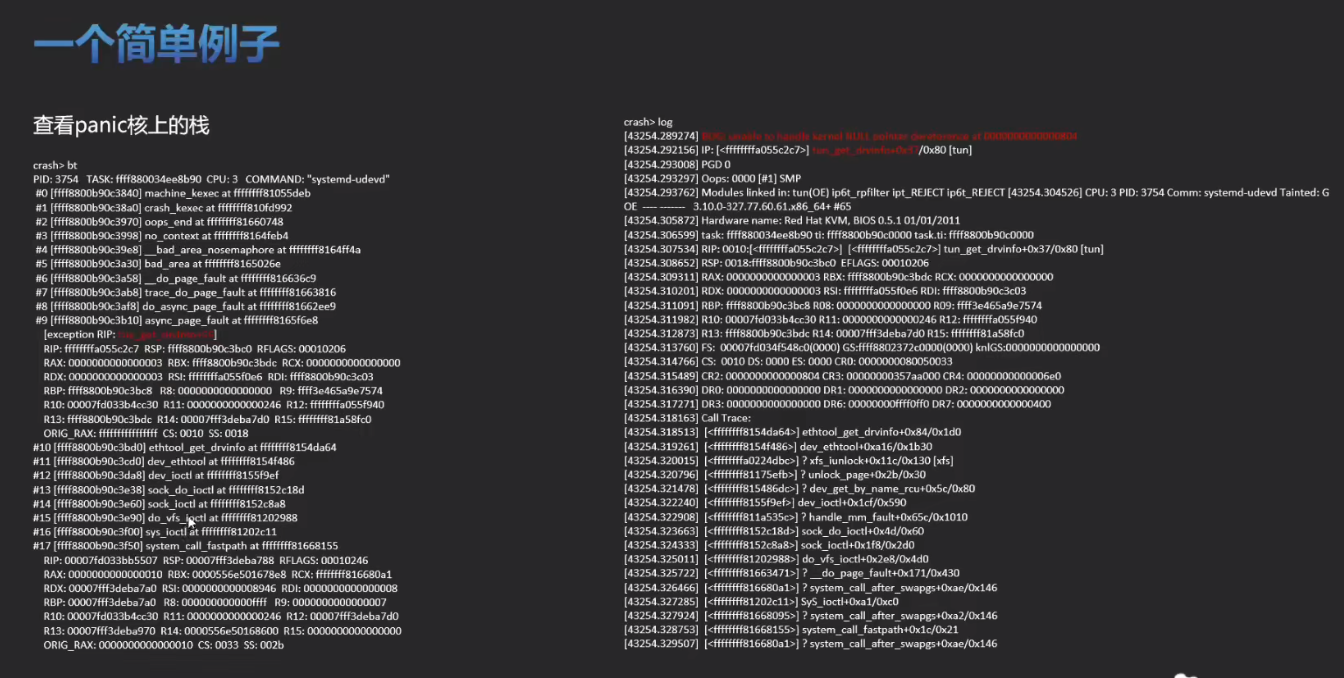 一个简单例子
查看panic核上的栈
crash> bt
PID: 3754 TASK: ffff880034ee8b90 CPU: 3 COMMAND: "systemd-udevd"
#0 [ffff8800b90c3840] machine_kexec at ffffffff81055deb
#1 [ffff8800b90c38a0] crash_kexec at ffffffff810fd992
#2 [ffff8800b90c3970] oops_end at ffffffff81660748
#3 [ffff8800b90c3998] no_context at ffffffff8164feb4
#4 [ffff8800b90c39e8] __bad_area_nosemaphore at ffffffff8164ff4a
#5 [ffff8800b90c3a30] bad_area at ffffffff8165026e
#6 [ffff8800b90c3a58] __do_page_fault at ffffffff816636c9
#7 [ffff8800b90c3ab8] trace_do_page_fault at ffffffff81663816
#8 [ffff8800b90c3af8] do_async_page_fault at ffffffff81662ee9
#9 [ffff8800b90c3b10] async_page_fault at ffffffff8165f6e8
[exception RIP: ]
RIP: ffffffffa055c2c7 RSP: ffff8800b90c3bc0 RFLAGS: 00010206
RAX: 0000000000000003 RBX: ffff8800b90c3bdc RCX: 0000000000000000
RDX: 0000000000000003 RSI: ffffffffa055f0e6 RDI: ffff8800b90c3c03
RBP: ffff8800b90c3bc8 R8: 0000000000000000 R9: ffff3e465a9e7574
R10: 00007fd033b4cc30 R11: 0000000000000246 R12: ffffffffa055f940
R13: ffff8800b90c3bdc R14: 00007fff3deba7d0 R15: ffffffff81a58fc0
ORIG_RAX: ffffffffffffffff CS: 0010 SS: 0018
#10 [ffff8800b90c3bd0] ethtool_get_drvinfo at ffffffff8154da64
#11 [ffff8800b90c3cd0] dev_ethtool at ffffffff8154f486
#12 [ffff8800b90c3da8] dev_ioctl at ffffffff8155f9ef
#13 [ffff8800b90c3e38] sock_do_ioctl at ffffffff8152c18d
#14 [ffff8800b90c3e60] sock_ioctl at ffffffff8152c8a8
#15 [ffff8800b90c3e90] do_vfs_ioctl at ffffffff81202988
#16 [ffff8800b90c3f00] sys_ioctl at ffffffff81202c11
#17 [ffff8800b90c3f50] system_call_fastpath at ffffffff81668155
RIP: 00007fd033bb5507 RSP: 00007fff3deba788 RFLAGS: 00010246
RAX: 0000000000000010 RBX: 0000556e501678e8 RCX: ffffffff816680a1
RDX: 00007fff3deba7a0 RSI: 0000000000008946 RDI: 0000000000000008
RBP: 00007fff3deba7a0 R8: 000000000000ffff R9: 0000000000000007
R10: 00007fd033b4cc30 R11: 0000000000000246 R12: 00007fff3deba7d0
R13: 00007fff3deba970 R14: 0000556e50168600 R15: 0000000000000000
ORIG_RAX: 0000000000000010 CS: 0033 SS: 002b
crash> log
[43254.289274] BUG: unable to handle kernel NULL pointer dereference at 0000000000000804
[43254.292156] IP: [<ffffffffa055c2c7>] tun_get_drvinfo+0x37/0x80 [tun]
[43254.293008] PGD 0
[43254.293297] Oops: 0000 [#1] SMP
[43254.293762] Modules linked in: tun(OE) ip6t_rpfilter ipt_REJECT ip6t_REJECT [43254.304526] CPU: 3 PID: 3754 Comm: systemd-udevd Tainted: G
OE ---- ------- 3.10.0-327.77.60.61.x86_64+ #65
[43254.305872] Hardware name: Red Hat KVM, BIOS 0.5.1 01/01/2011
[43254.306599] task: ffff880034ee8b90 ti: ffff8800b90c0000 task.ti: ffff8800b90c0000
[43254.307534] RIP: 0010:[<ffffffffa055c2c7>] [<ffffffffa055c2c7>] tun_get_drvinfo+0x37/0x80 [tun]
[43254.308652] RSP: 0018:ffff8800b90c3bc0 EFLAGS: 00010206
[43254.309311] RAX: 0000000000000003 RBX: ffff8800b90c3bdc RCX: 0000000000000000
[43254.310201] RDX: 0000000000000003 RSI: ffffffffa055f0e6 RDI: ffff8800b90c3c03
[43254.311091] RBP: ffff8800b90c3bc8 R08: 0000000000000000 R09: ffff3e465a9e7574
[43254.311982] R10: 00007fd033b4cc30 R11: 0000000000000246 R12: ffffffffa055f940
[43254.312873] R13: ffff8800b90c3bdc R14: 00007fff3deba7d0 R15: ffffffff81a58fc0
[43254.313760] FS: 00007fd034f548c0(0000) GS:ffff8802372c0000(0000) knlGS:0000000000000000
[43254.314766] CS: 0010 DS: 0000 ES: 0000 CR0: 0000000080050033
[43254.315489] CR2: 0000000000000804 CR3: 00000000357aa000 CR4: 00000000000006e0
[43254.316390] DR0: 0000000000000000 DR1: 0000000000000000 DR2: 0000000000000000
[43254.317271] DR3: 0000000000000000 DR6: 00000000ffff0ff0 DR7: 0000000000000400
[43254.318163] Call Trace:
[43254.318513] [<ffffffff8154da64>] ethtool_get_drvinfo+0x84/0x1d0
[43254.319261] [<ffffffff8154f486>] dev_ethtool+0xa16/0x1b30
[43254.320015] [<ffffffffa0224dbc>] ? xfs_iunlock+0x11c/0x130 [xfs]
[43254.320796] [<ffffffff81175efb>] ? unlock_page+0x2b/0x30
[43254.321478] [<ffffffff815486dc>] ? dev_get_by_name_rcu+0x5c/0x80
[43254.322240] [<ffffffff8155f9ef>] dev_ioctl+0x1cf/0x590
[43254.322908] [<ffffffff811a535c>] ? handle_mm_fault+0x65c/0x1010
[43254.323663] [<ffffffff8152c18d>] sock_do_ioctl+0x4d/0x60
[43254.324333] [<ffffffff8152c8a8>] sock_ioctl+0x1f8/0x2d0
[43254.325011] [<ffffffff81202988>] do_vfs_ioctl+0x2e8/0x4d0
[43254.325722] [<ffffffff81663471>] ? __do_page_fault+0x171/0x430
[43254.326466] [<ffffffff816680a1>] ? system_call_after_swapgs+0xae/0x146
[43254.327285] [<ffffffff81202c11>] SyS_ioctl+0xa1/0xc0
[43254.327924] [<ffffffff81668095>] ? system_call_after_swapgs+0xa2/0x146
[43254.328753] [<ffffffff81668155>] system_call_fastpath+0x1c/0x21
[43254.329507] [<ffffffff816680a1>] ? system_call_after_swapgs+0xae/0x146